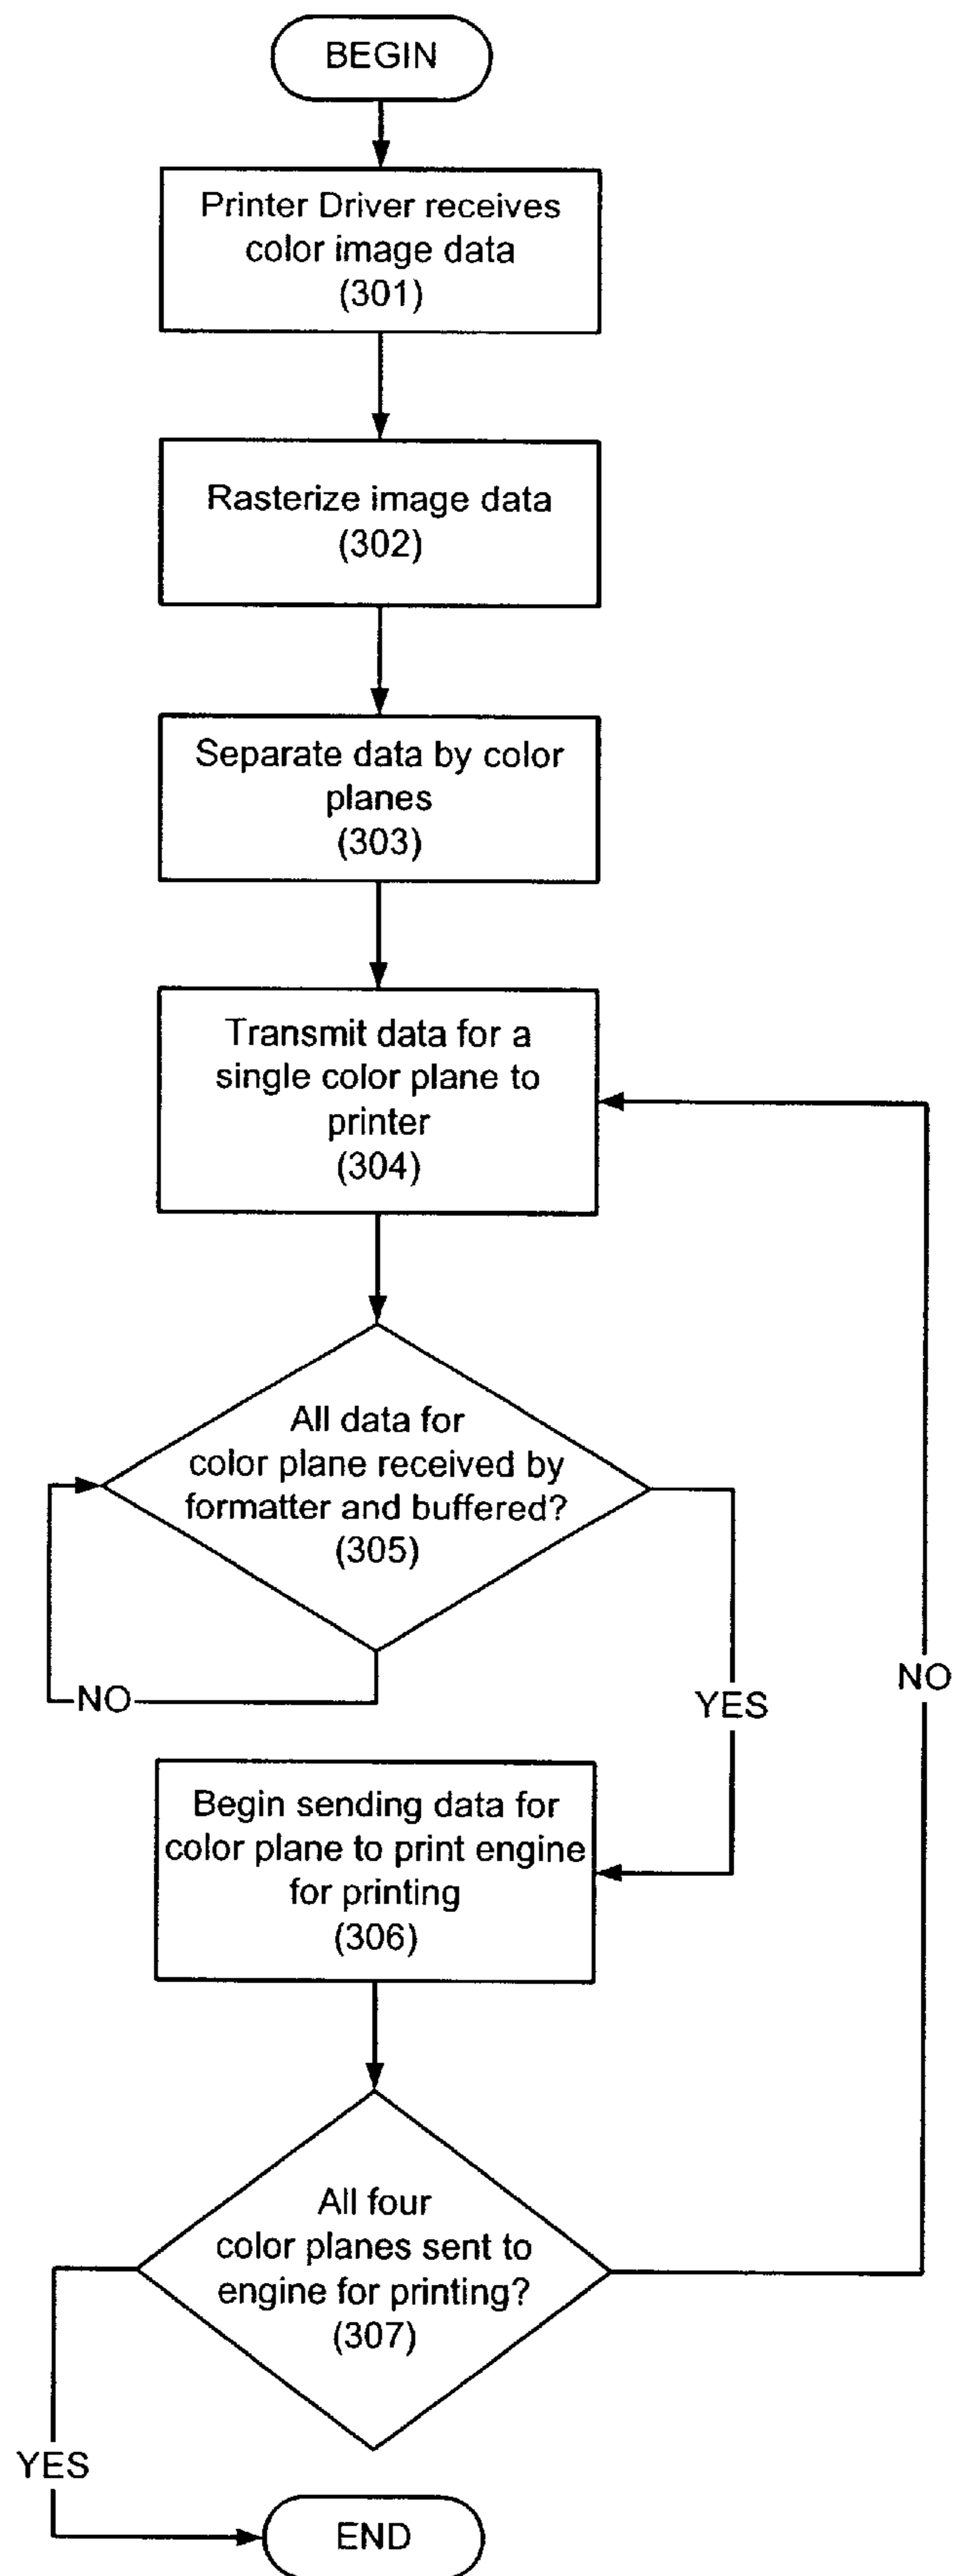 BEGIN
Printer Driver receives
color image data
(301)
Rasterize image data
(302)
Separate data by color
planes
(303)
Transmit data for a
single color plane to
printer
(304)
All data for
color plane received by
formatter and buffered?
(305)
NO
YES
NO
Begin sending data for
color plane to print engine
for printing
(306)
All four
color planes sent to
engine for printing?
(307)
YES
END